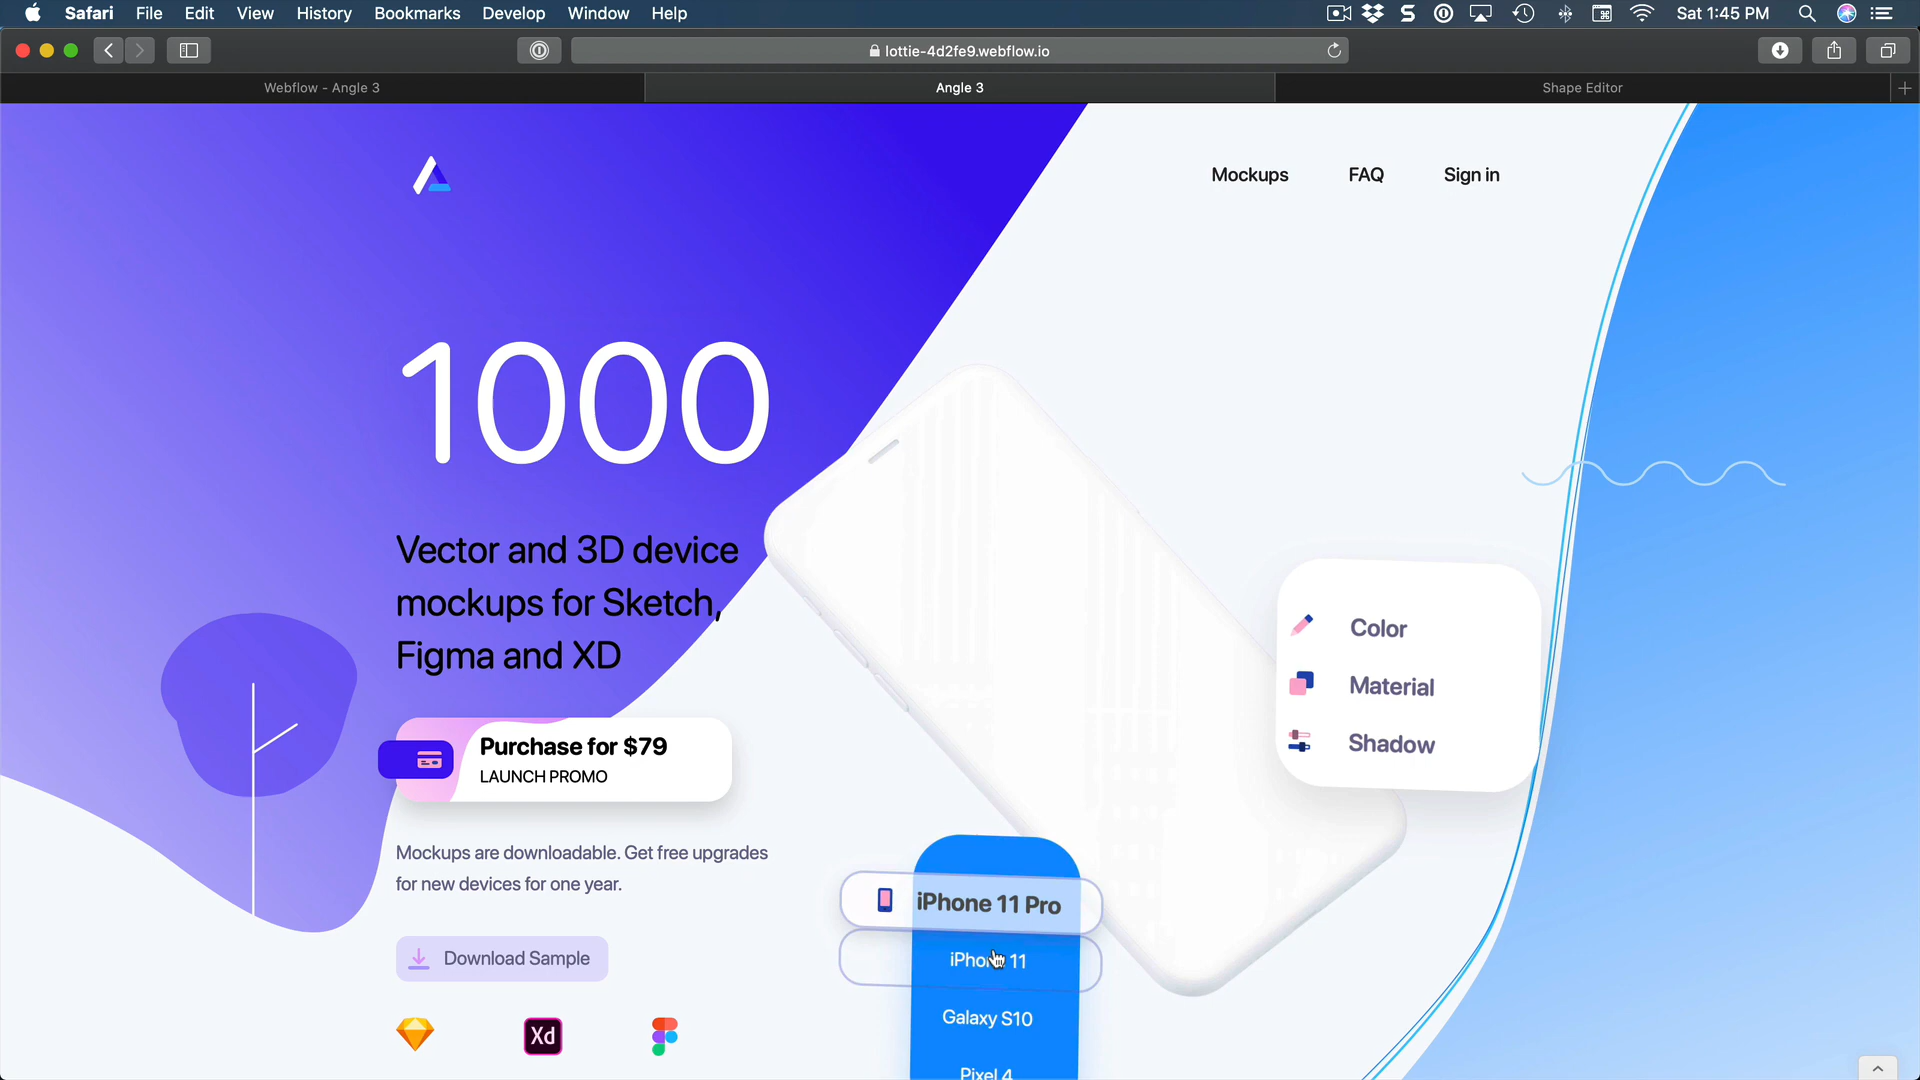 Safari File Edit View History Bookmarks Develop Window Help Sat 1:45 PM
lottie-4d2fe9.webflow.io
Webflow - Angle 3 Angle 3 Shape Editor
Mockups FAQ Sign in
1000
Vector and 3D device
mockups for Sketch,
Figma and XD
Purchase for $79
LAUNCH PROMO
Mockups are downloadable. Get free upgrades
for new devices for one year.
Download Sample
Xd
Color
Material
Shadow
iPhone 11 Pro
iPhone 11
Galaxy S10
Pixel 4